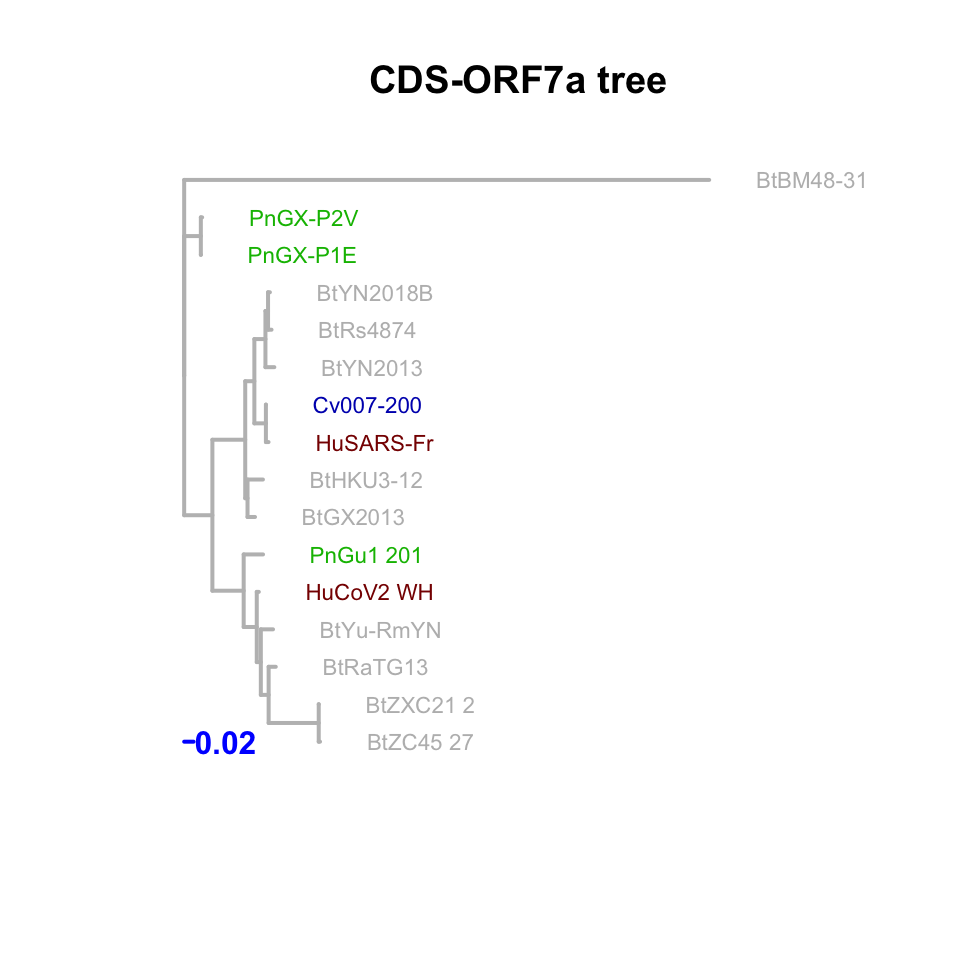 CDS-ORF7a tree
BtBM48-31
PnGX-P2V
PnGX-P1E
BtYN2018B
BtRs4874
BtYN2013
Cv007-200
HuSARS-Fr
BtHKU3-12
BtGX2013
PnGu1 201
HuCoV2 WH
BtYu-RmYN
BtRaTG13
BtZXC21 2
BtZC45 27
0.02